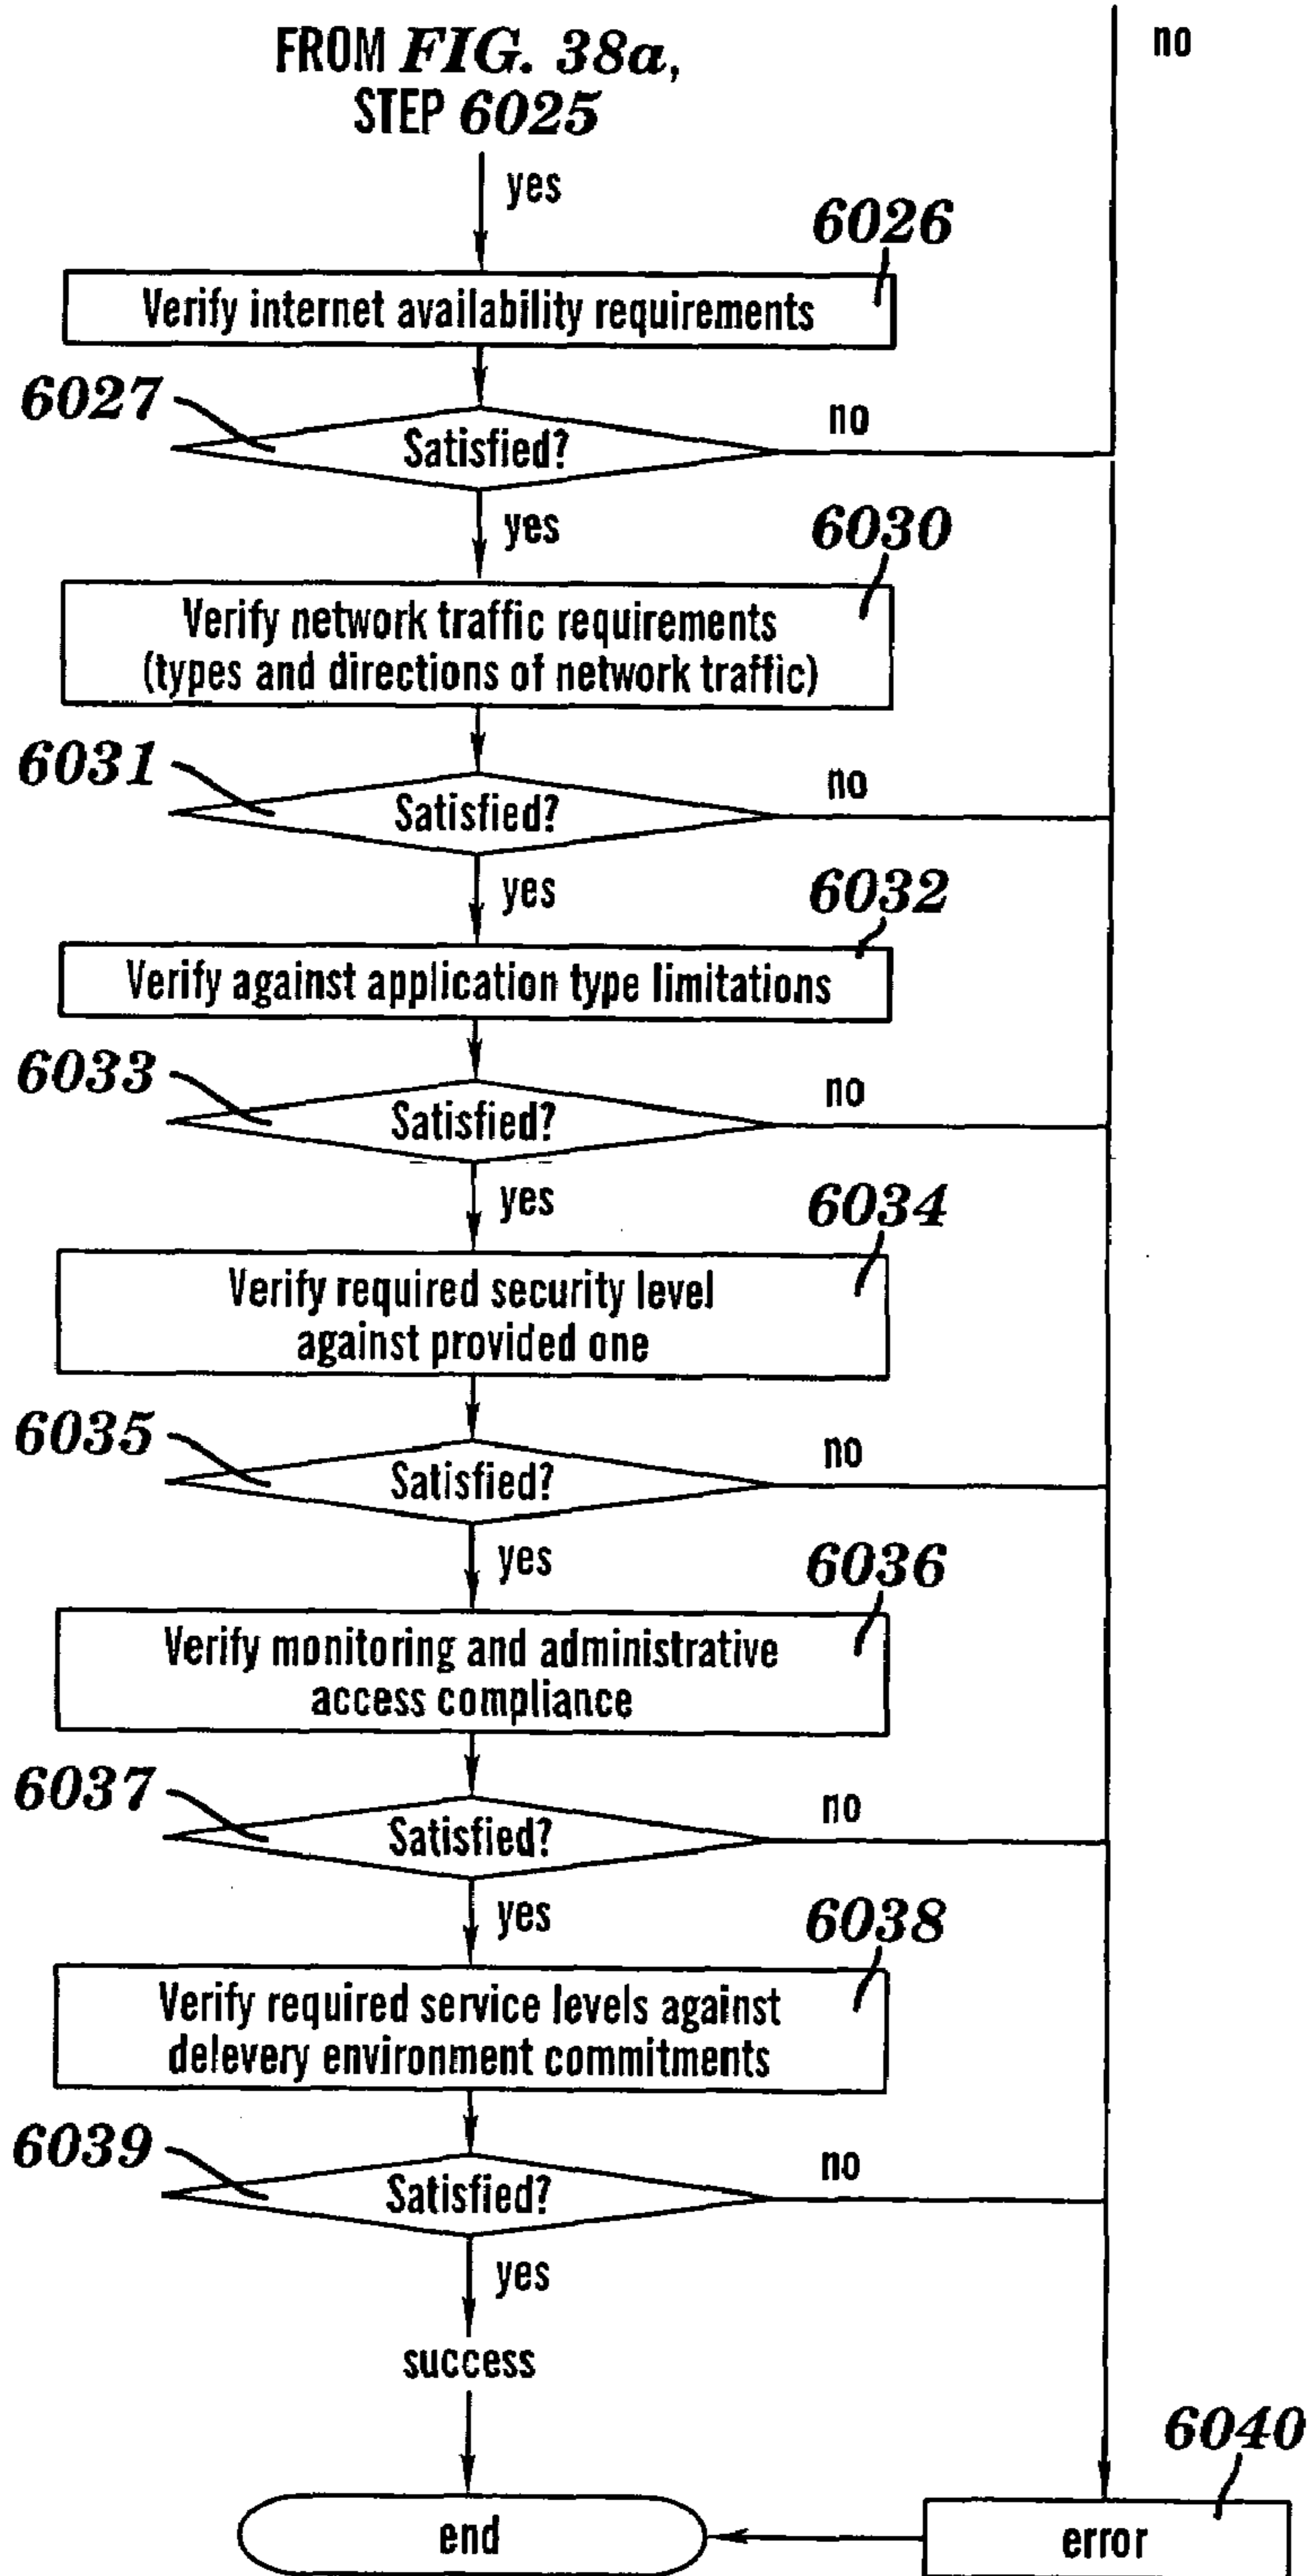 FROM FIG. 38a,
STEP 6025
no
yes
6026
Verify internet availability requirements
6027
Satisfied?
no
yes
6030
Verify network traffic requirements
(types and directions of network traffic)
6031
Satisfied?
no
yes
6032
Verify against application type limitations
6033
Satisfied?
no
yes
6034
Verify required security level
against provided one
6035
Satisfied?
no
yes
6036
Verify monitoring and administrative
access compliance
6037
Satisfied?
no
yes
6038
Verify required service levels against
delevery environment commitments
6039
Satisfied?
no
yes
success
6040
end
error